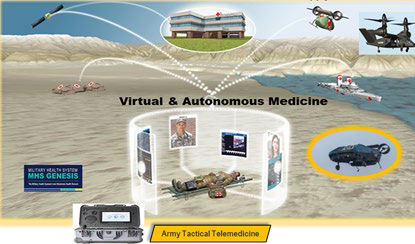 Virtual & Autonomous Medicine
MILITARY HEALTH SYSTEM
MHS GENESIS
Army Tactical Telemedicine